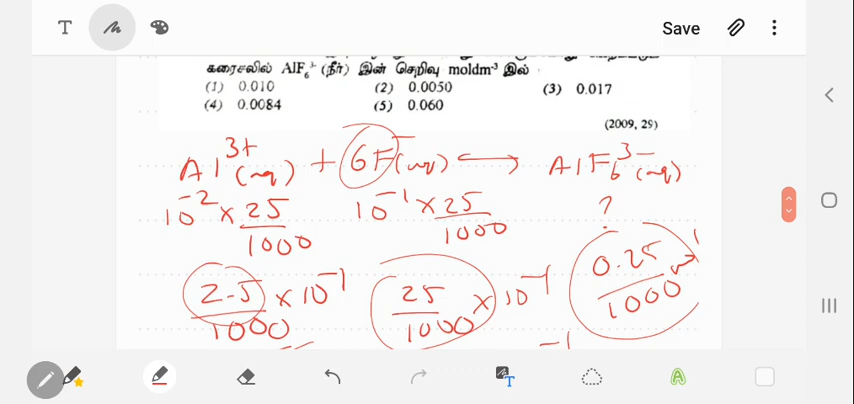 Save
கரைசலில் AlF₆³⁻ (நீர்) இன் செறிவு moldm⁻³ இல்
(1) 0.010 (2) 0.0050 (3) 0.017
(4) 0.0084 (5) 0.060
(2009, 29)
Al³⁺(aq) + 6F⁻(aq) ⟷ AlF₆³⁻(aq)
10⁻² × 25/1000 10⁻¹ × 25/1000 ?
2.5/1000 × 10⁻¹ 25/1000 × 10⁻¹ 0.25/1000